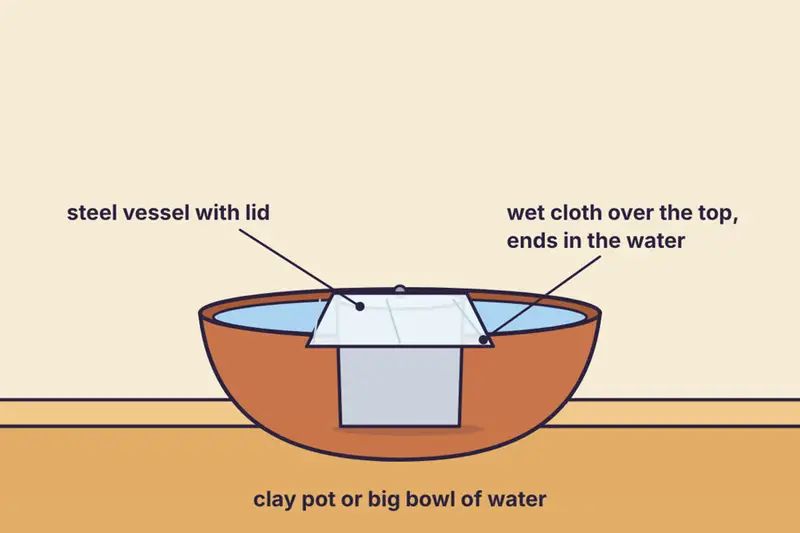 steel vessel with lid
wet cloth over the top,
ends in the water
clay pot or big bowl of water